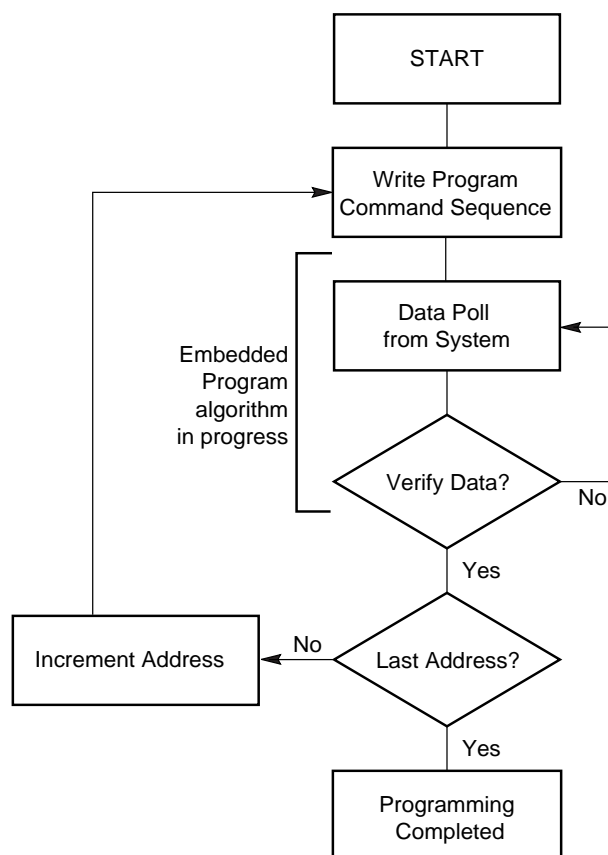 START
Write Program
Command Sequence
Data Poll
from System
Embedded
Program
algorithm
in progress
Verify Data?
No
Yes
Last Address?
No
Increment Address
Yes
Programming
Completed